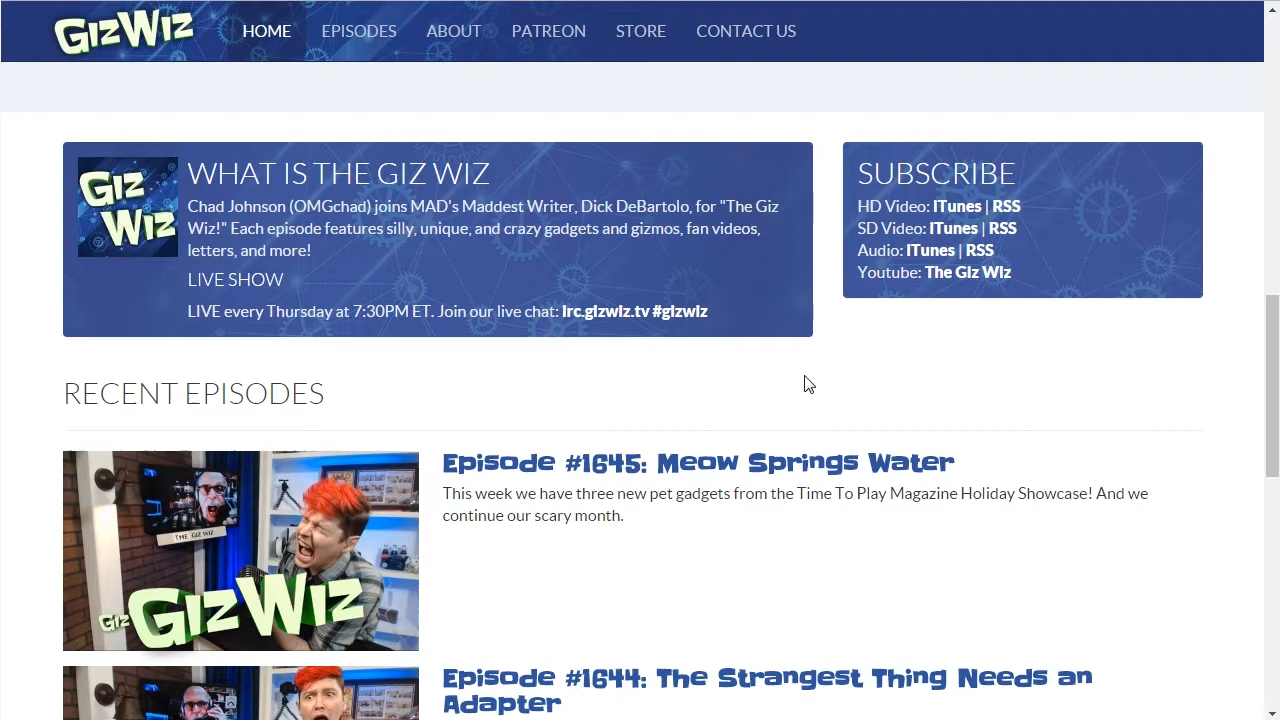 GIZWIZ
HOME EPISODES ABOUT PATREON STORE CONTACT US
GIZ
WIZ
WHAT IS THE GIZ WIZ
Chad Johnson (OMGchad) joins MAD's Maddest Writer, Dick DeBartolo, for "The Giz
Wiz!" Each episode features silly, unique, and crazy gadgets and gizmos, fan videos,
letters, and more!
LIVE SHOW
LIVE every Thursday at 7:30PM ET. Join our live chat: irc.gizwiz.tv #gizwiz
SUBSCRIBE
HD Video: iTunes | RSS
SD Video: iTunes | RSS
Audio: iTunes | RSS
Youtube: The Giz Wiz
RECENT EPISODES
THE GIZ WIZ
GIZ GIZWIZ
Episode #1645: Meow Springs Water
This week we have three new pet gadgets from the Time To Play Magazine Holiday Showcase! And we
continue our scary month.
Episode #1644: The Strangest Thing Needs an
Adapter